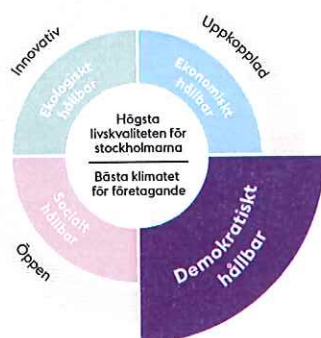 Innovativ
Uppkopplad
Ekologiskt
hållbar
Ekonomiskt
hållbar
Högsta
livskvaliteten för
stockholmarna
Bästa klimatet
för företagande
Socialt
hållbar
Demokratiskt
hållbar
Öppen